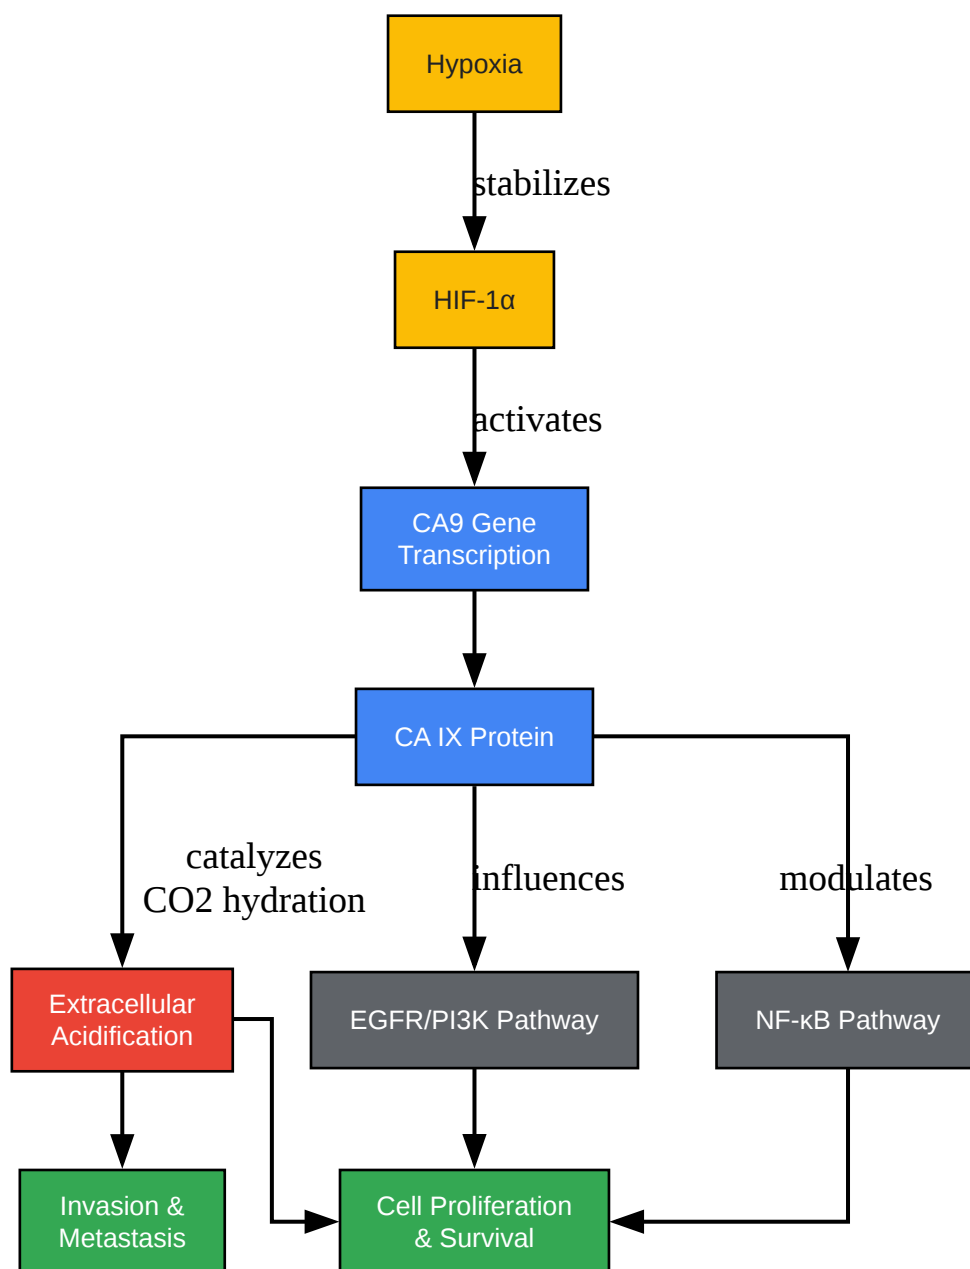 Hypoxia
stabilizes
HIF-1α
activates
CA9 Gene
Transcription
CA IX Protein
catalyzes
CO2 hydration
influences
modulates
Extracellular
Acidification
EGFR/PI3K Pathway
NF-κB Pathway
Invasion &
Metastasis
Cell Proliferation
& Survival